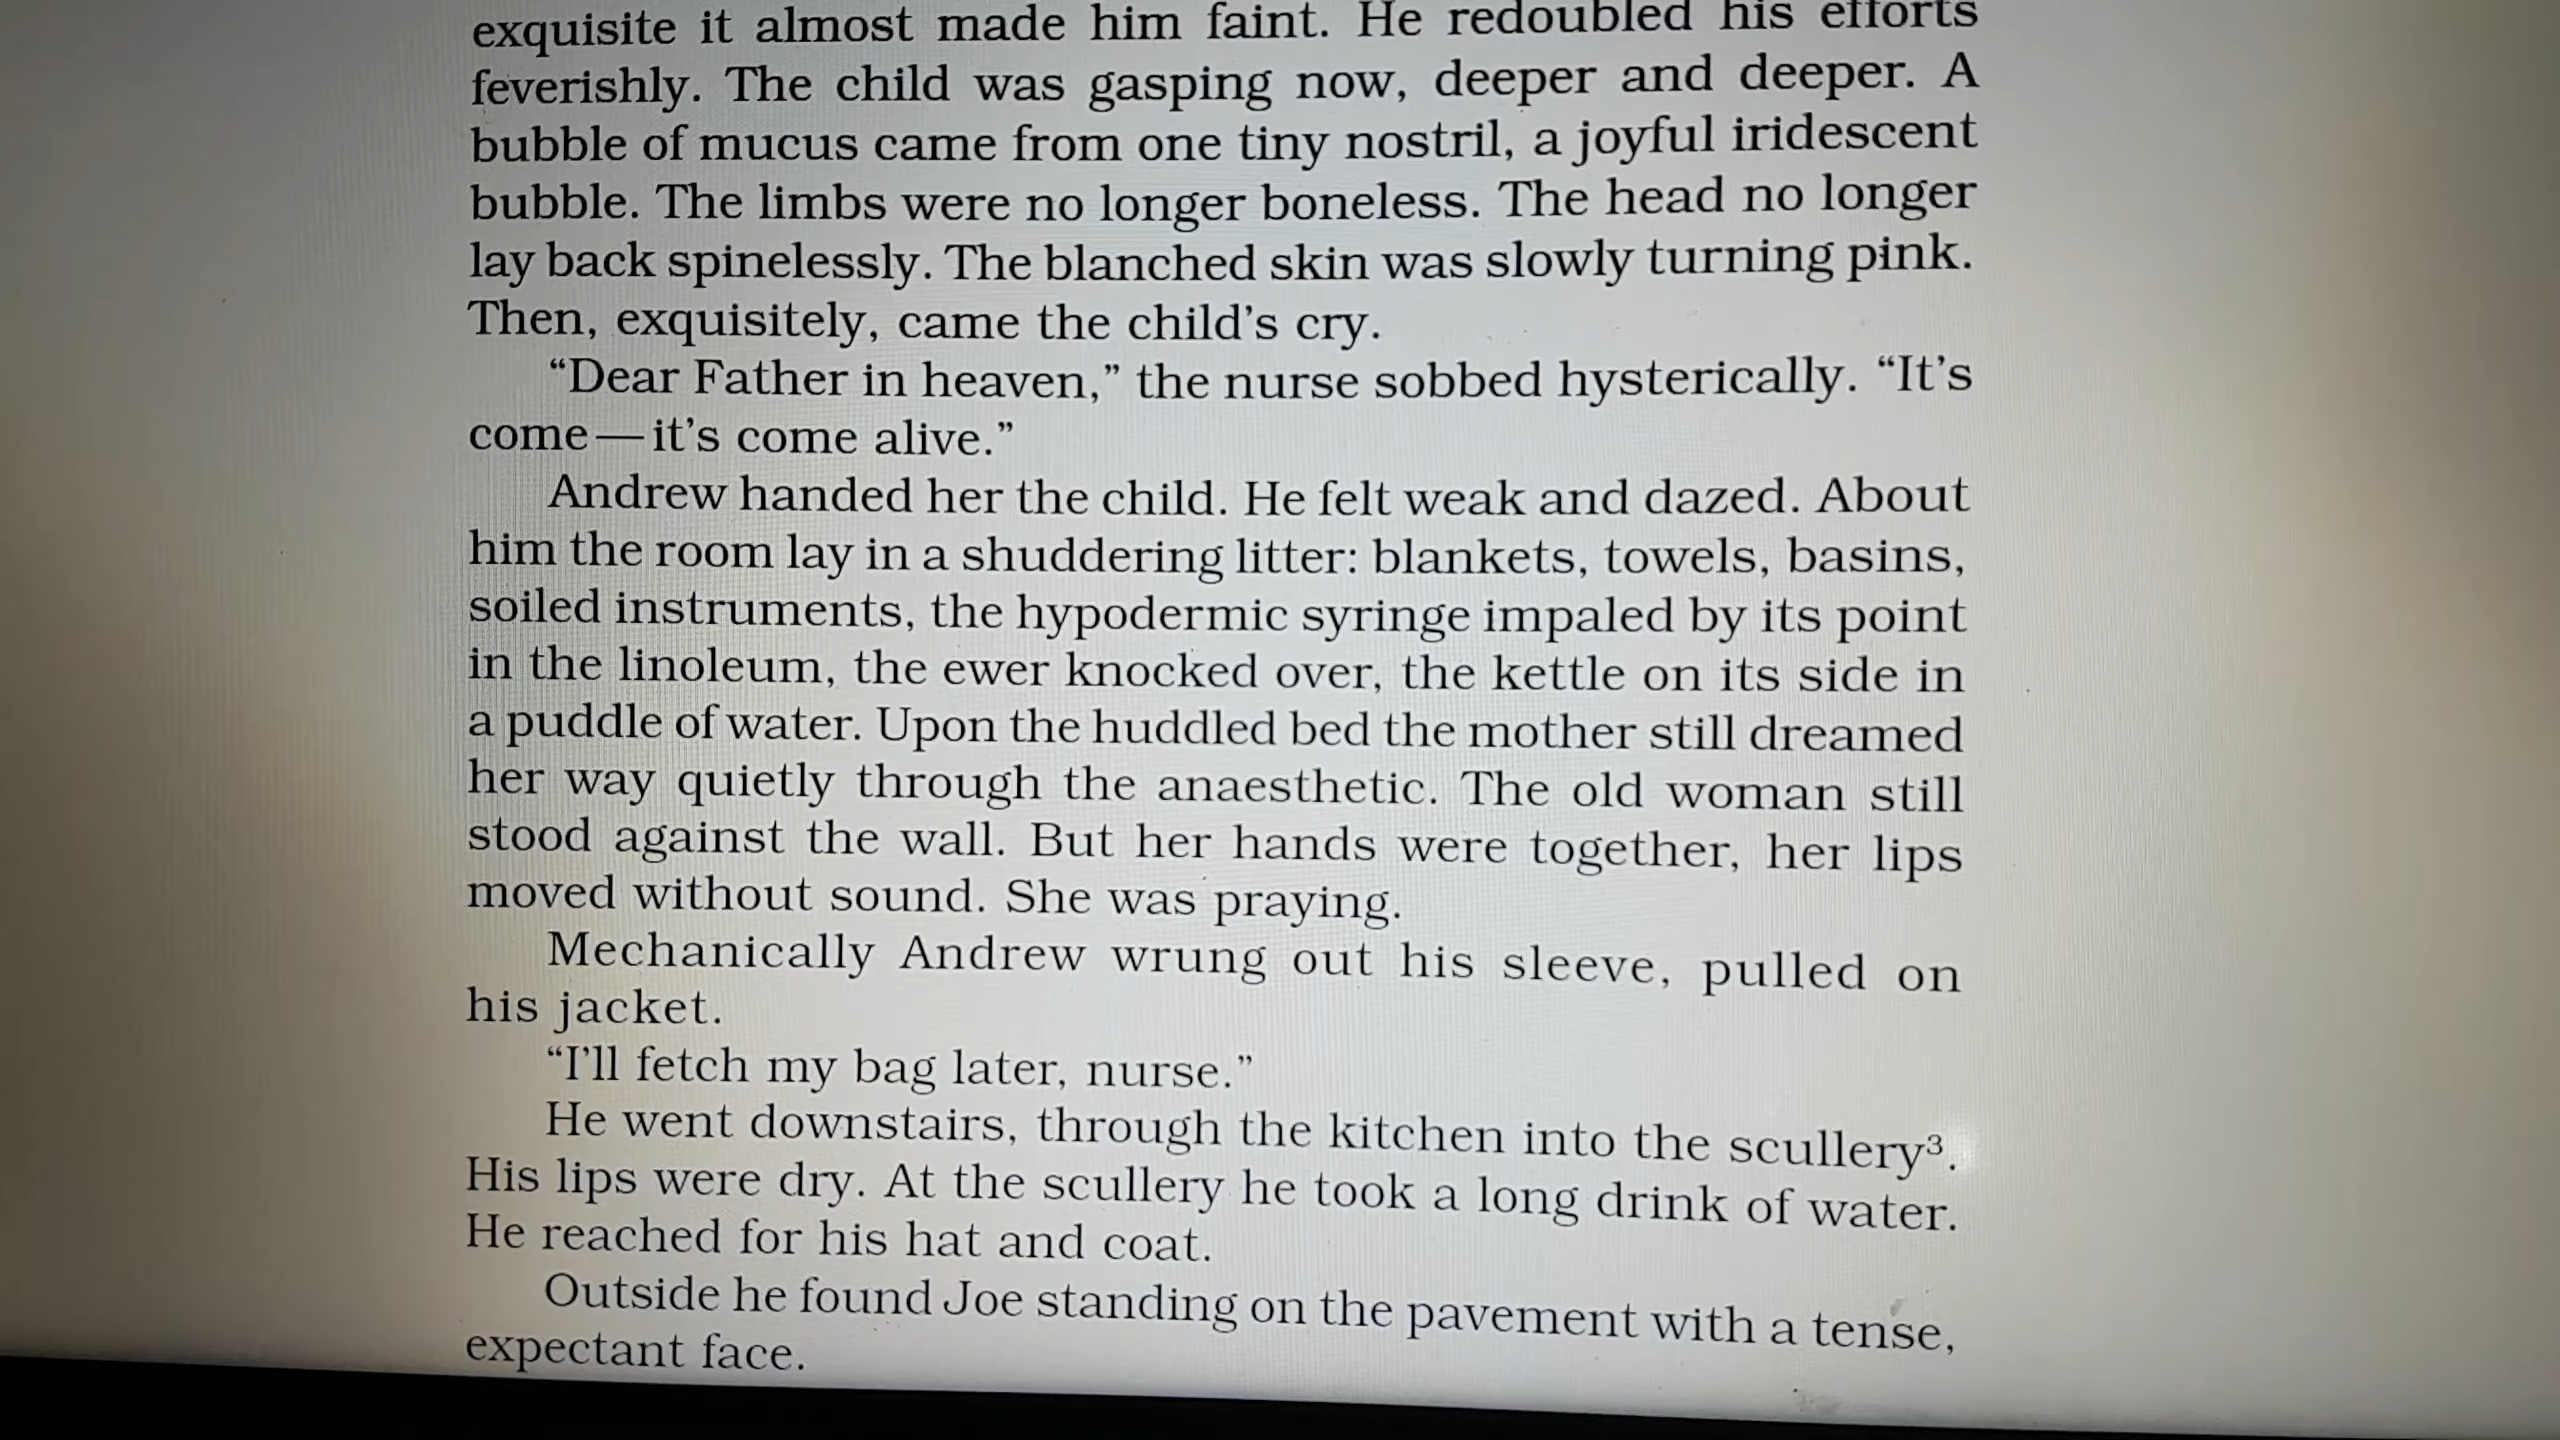 exquisite it almost made him faint. He redoubled his efforts
feverishly. The child was gasping now, deeper and deeper. A
bubble of mucus came from one tiny nostril, a joyful iridescent
bubble. The limbs were no longer boneless. The head no longer
lay back spinelessly. The blanched skin was slowly turning pink.
Then, exquisitely, came the child’s cry.
“Dear Father in heaven,” the nurse sobbed hysterically. “It’s
come—it’s come alive.”
Andrew handed her the child. He felt weak and dazed. About
him the room lay in a shuddering litter: blankets, towels, basins,
soiled instruments, the hypodermic syringe impaled by its point
in the linoleum, the ewer knocked over, the kettle on its side in
a puddle of water. Upon the huddled bed the mother still dreamed
her way quietly through the anaesthetic. The old woman still
stood against the wall. But her hands were together, her lips
moved without sound. She was praying.
Mechanically Andrew wrung out his sleeve, pulled on
his jacket.
“I’ll fetch my bag later, nurse.”
He went downstairs, through the kitchen into the scullery³.
His lips were dry. At the scullery he took a long drink of water.
He reached for his hat and coat.
Outside he found Joe standing on the pavement with a tense,
expectant face.